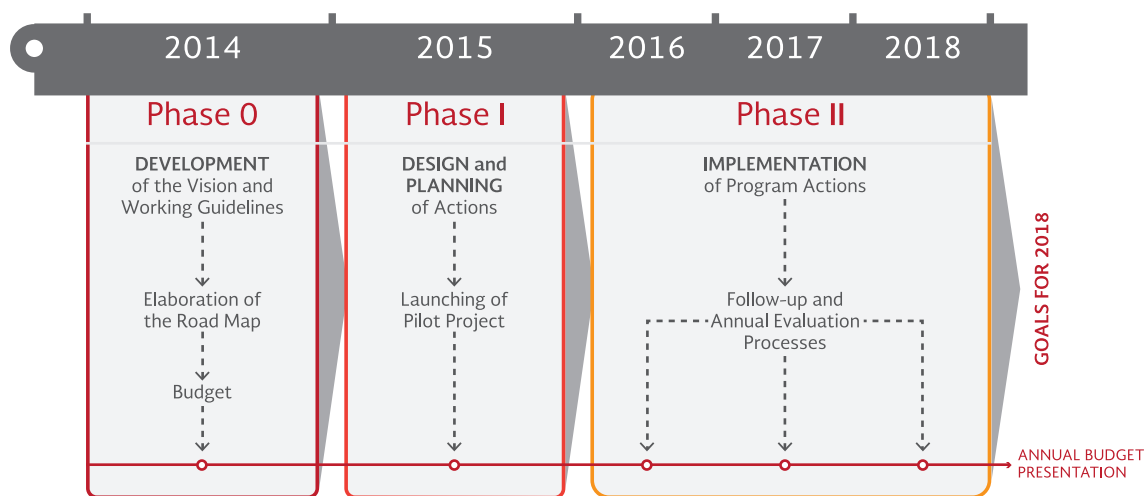 2014
2015
2016
2017
2018
Phase 0
DEVELOPMENT
of the Vision and
Working Guidelines
Elaboration of
the Road Map
Budget
Phase I
DESIGN and
PLANNING
of Actions
Launching of
Pilot Project
Phase II
IMPLEMENTATION
of Program Actions
Follow-up and
Annual Evaluation
Processes
GOALS FOR 2018
ANNUAL BUDGET
PRESENTATION